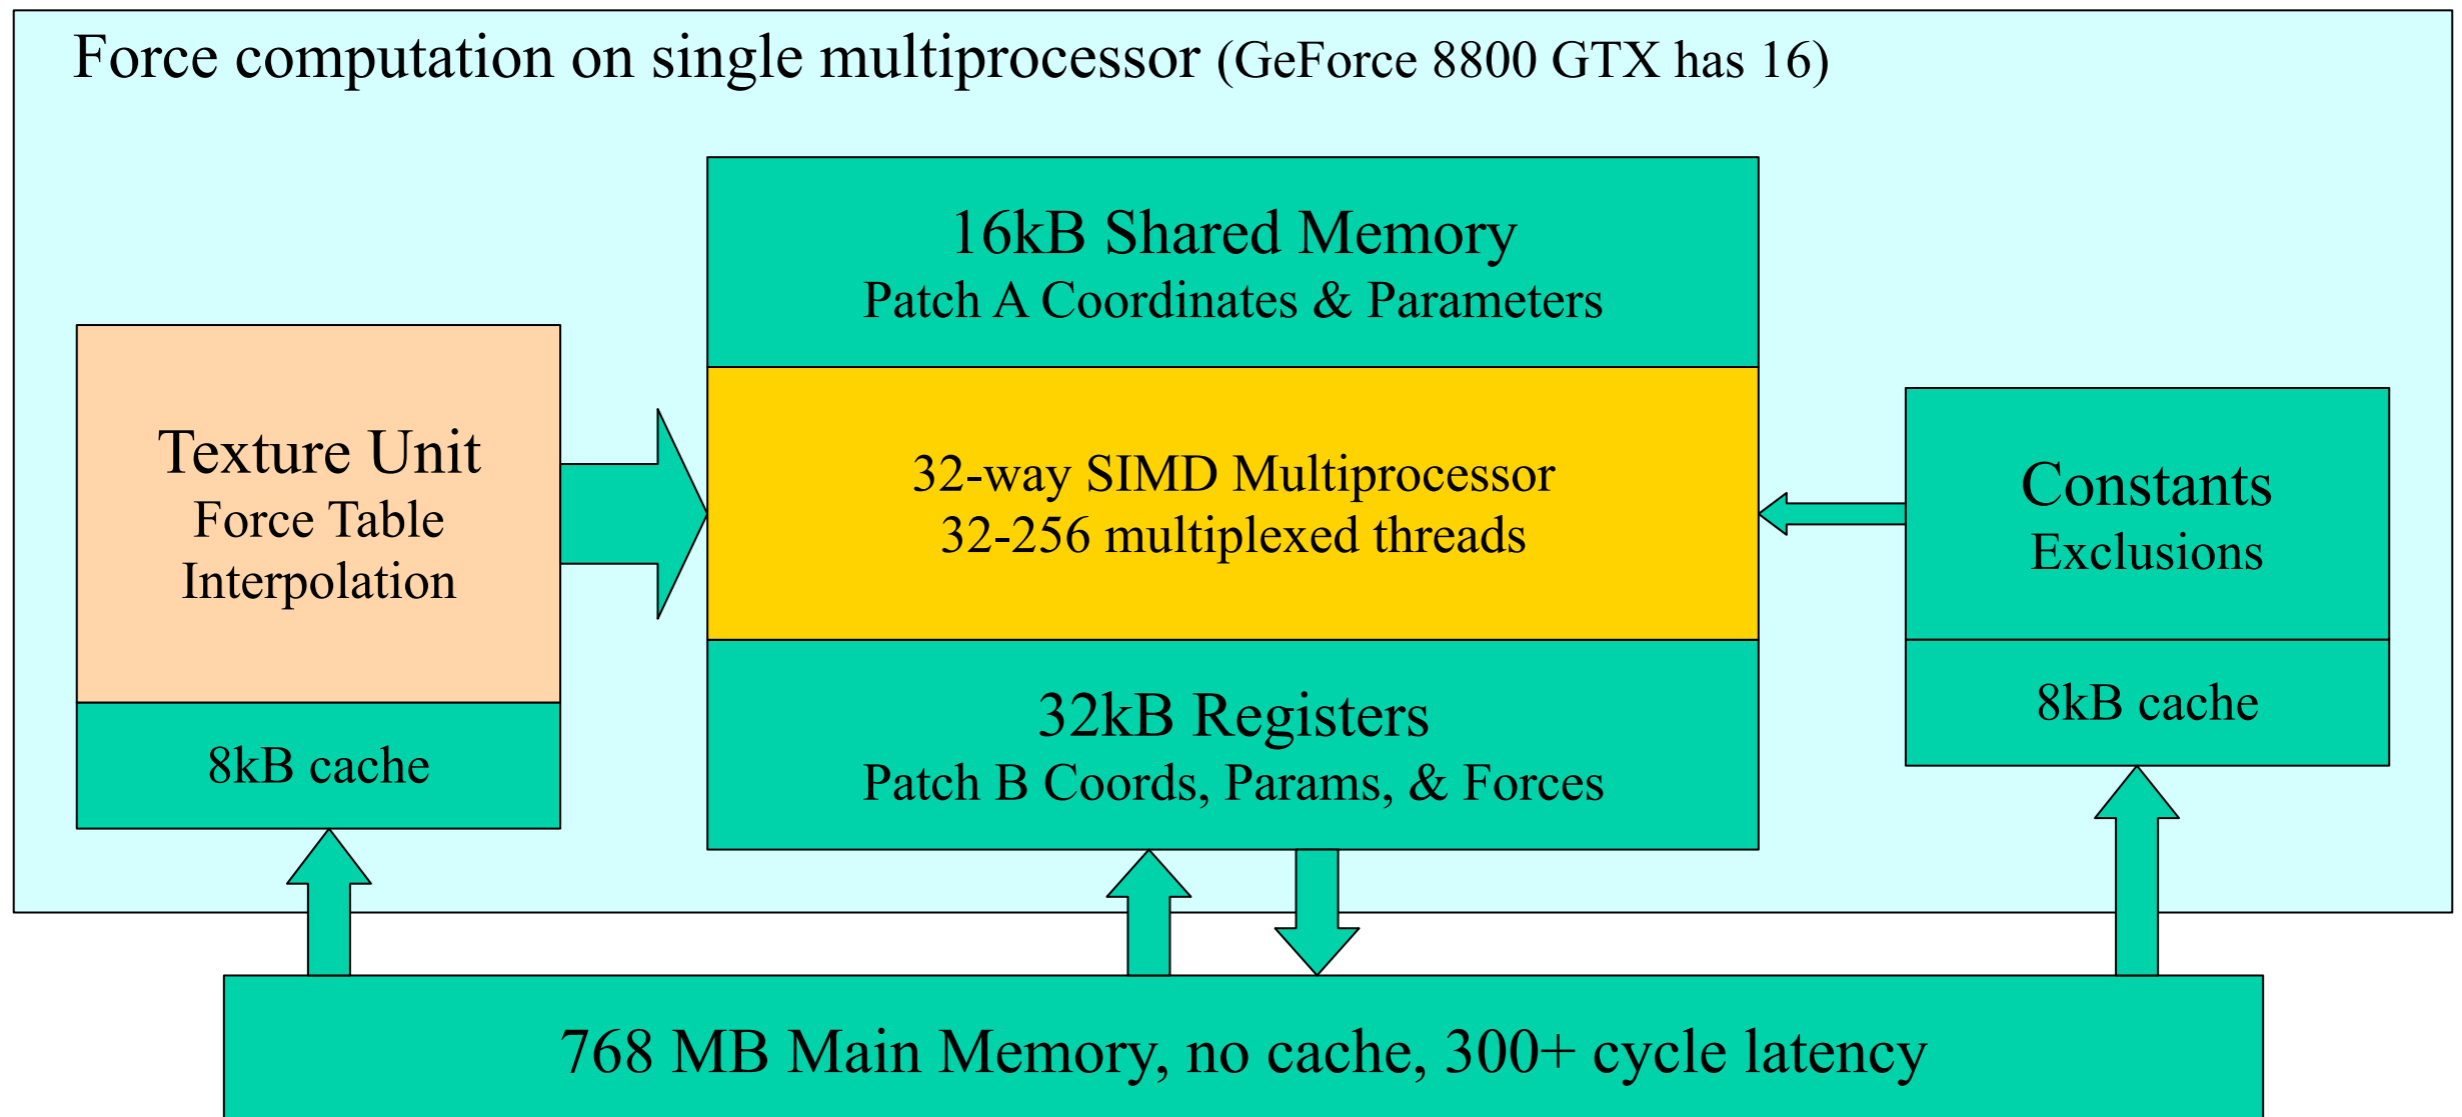 Force computation on single multiprocessor (GeForce 8800 GTX has 16)
16kB Shared Memory
Patch A Coordinates & Parameters
Texture Unit
Force Table
Interpolation
8kB cache
32-way SIMD Multiprocessor
32-256 multiplexed threads
32kB Registers
Patch B Coords, Params, & Forces
Constants
Exclusions
8kB cache
768 MB Main Memory, no cache, 300+ cycle latency